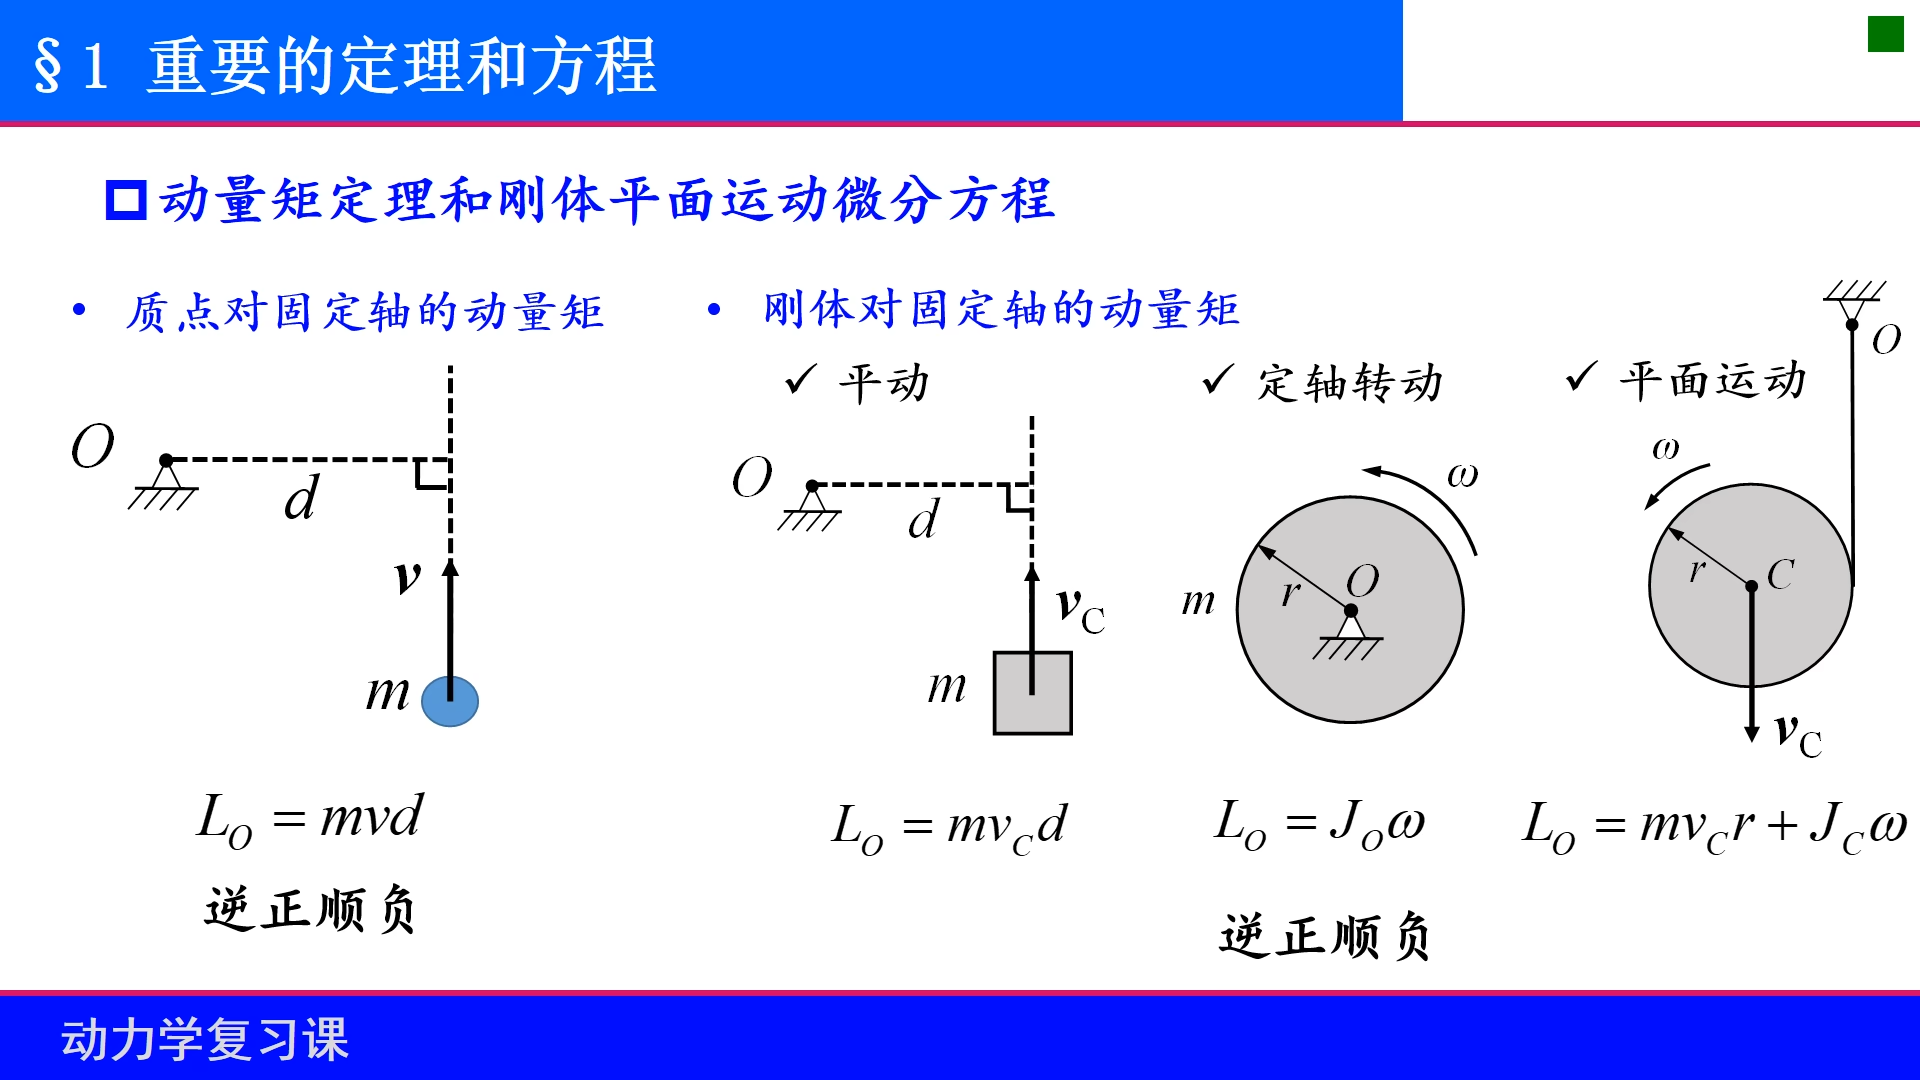 §1 重要的定理和方程
动量矩定理和刚体平面运动微分方程
• 质点对固定轴的动量矩
O
d
v
m
L_O = mvd
逆正顺负
• 刚体对固定轴的动量矩
✓ 平动
O
d
v_C
m
L_O = mv_C d
✓ 定轴转动
ω
O
r
m
L_O = J_O ω
逆正顺负
✓ 平面运动
O
ω
r
C
v_C
L_O = mv_C r + J_C ω
动力学复习课